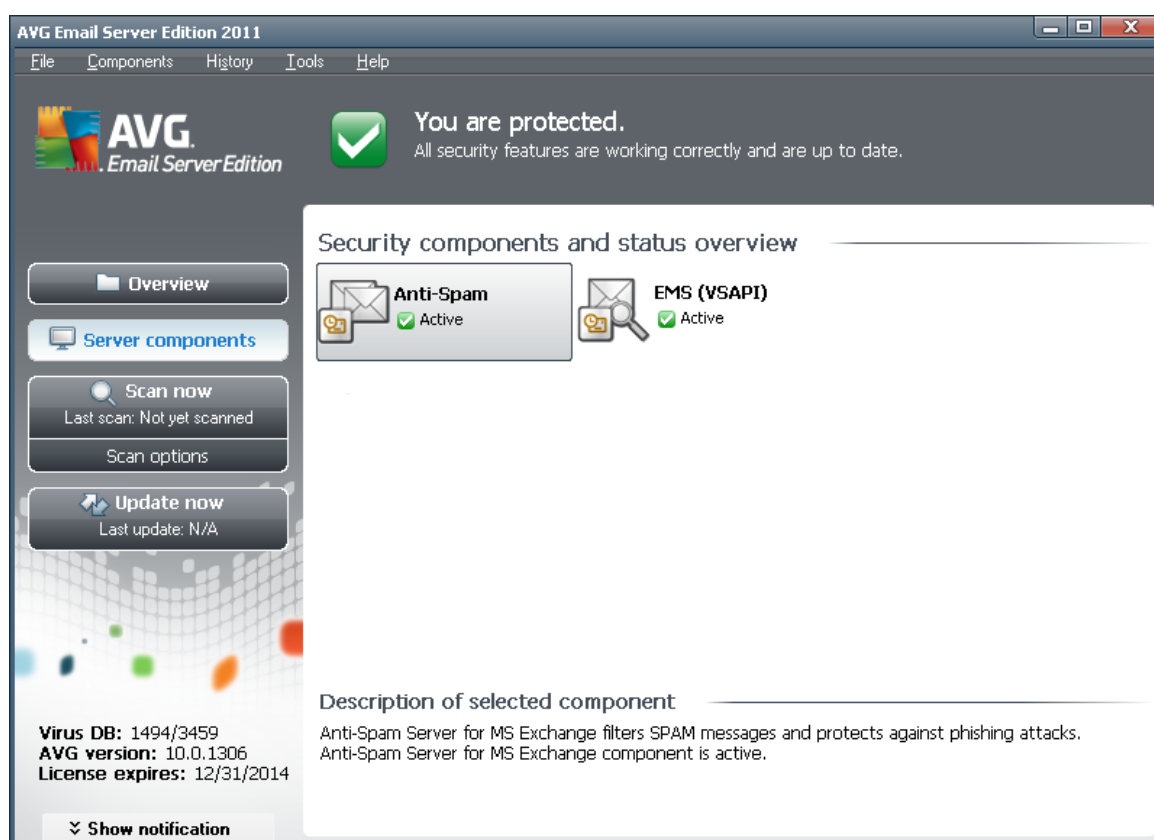 AVG Email Server Edition 2011
File Components History Tools Help
AVG.
Email Server Edition
You are protected.
All security features are working correctly and are up to date.
Overview
Server components
Scan now
Last scan: Not yet scanned
Scan options
Update now
Last update: N/A
Virus DB: 1494/3459
AVG version: 10.0.1306
License expires: 12/31/2014
Show notification
Security components and status overview
Anti-Spam
Active
EMS (VSAPI)
Active
Description of selected component
Anti-Spam Server for MS Exchange filters SPAM messages and protects against phishing attacks.
Anti-Spam Server for MS Exchange component is active.